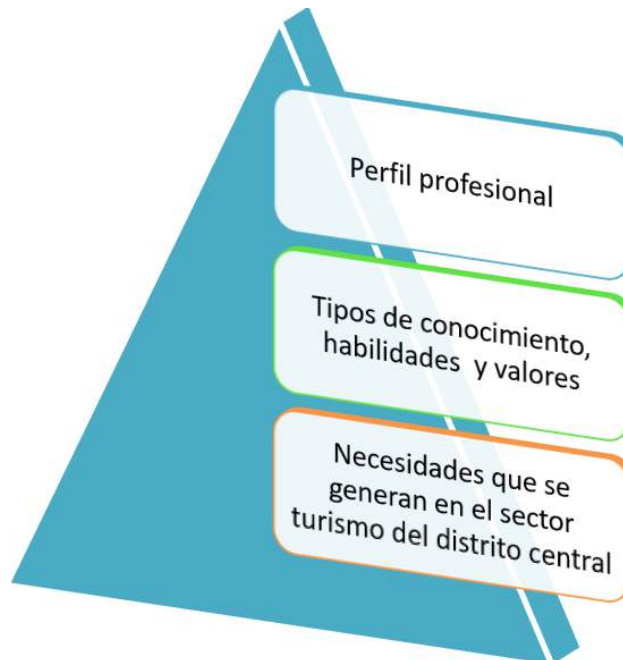 Perfil profesional
Tipos de conocimiento,
habilidades y valores
Necesidades que se
generan en el sector
turismo del distrito central